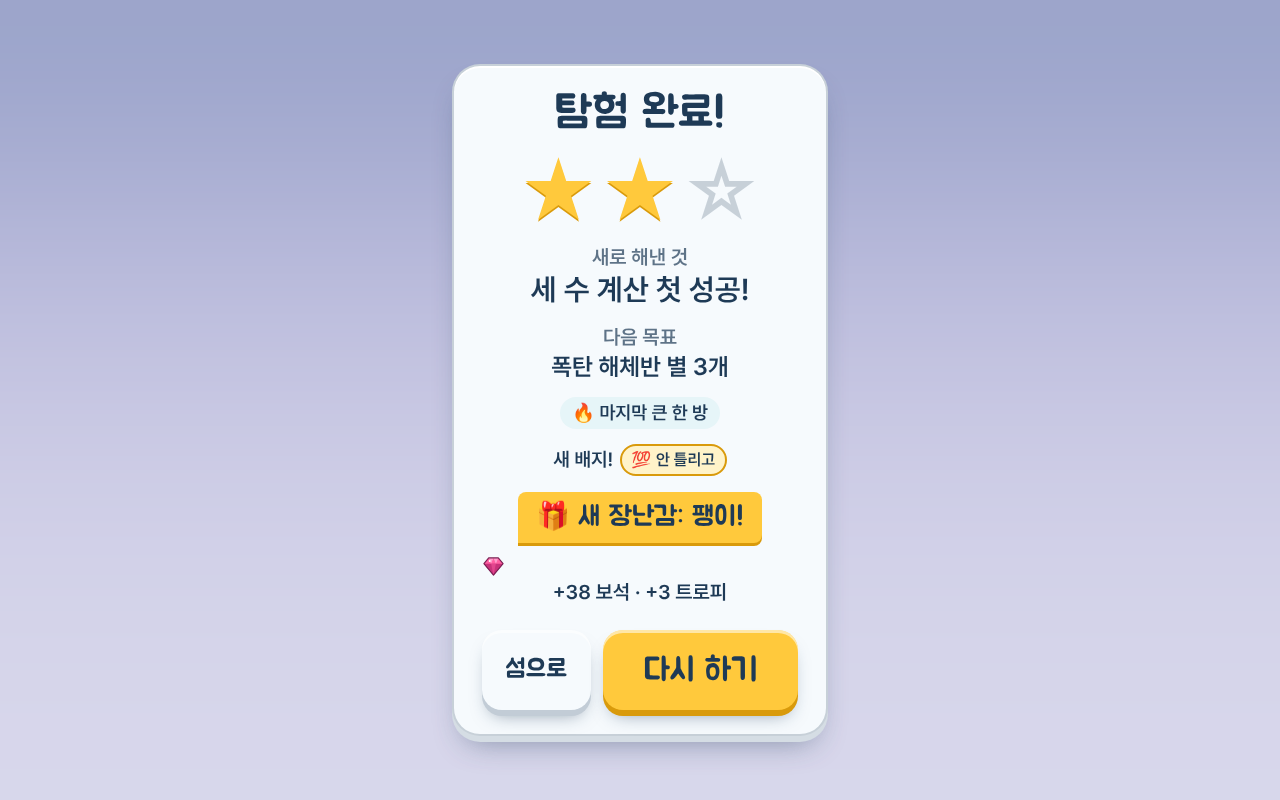 탐험 완료!
새로 해낸 것
세 수 계산 첫 성공!
다음 목표
폭탄 해체반 별 3개
🔥 마지막 큰 한 방
새 배지! 💯 안 틀리고
🎁 새 장난감: 팽이!
+38 보석 · +3 트로피
섬으로
다시 하기